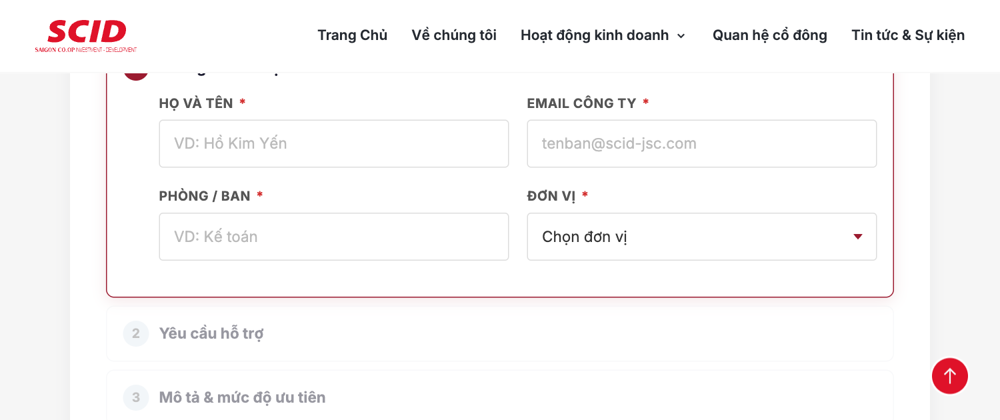 SCID
SAIGON CO.OP INVESTMENT - DEVELOPMENT
Trang Chủ Về chúng tôi Hoạt động kinh doanh Quan hệ cổ đông Tin tức & Sự kiện
HỌ VÀ TÊN * EMAIL CÔNG TY *
VD: Hồ Kim Yến tenban@scid-jsc.com
PHÒNG / BAN * ĐƠN VỊ *
VD: Kế toán Chọn đơn vị
2 Yêu cầu hỗ trợ
3 Mô tả & mức độ ưu tiên